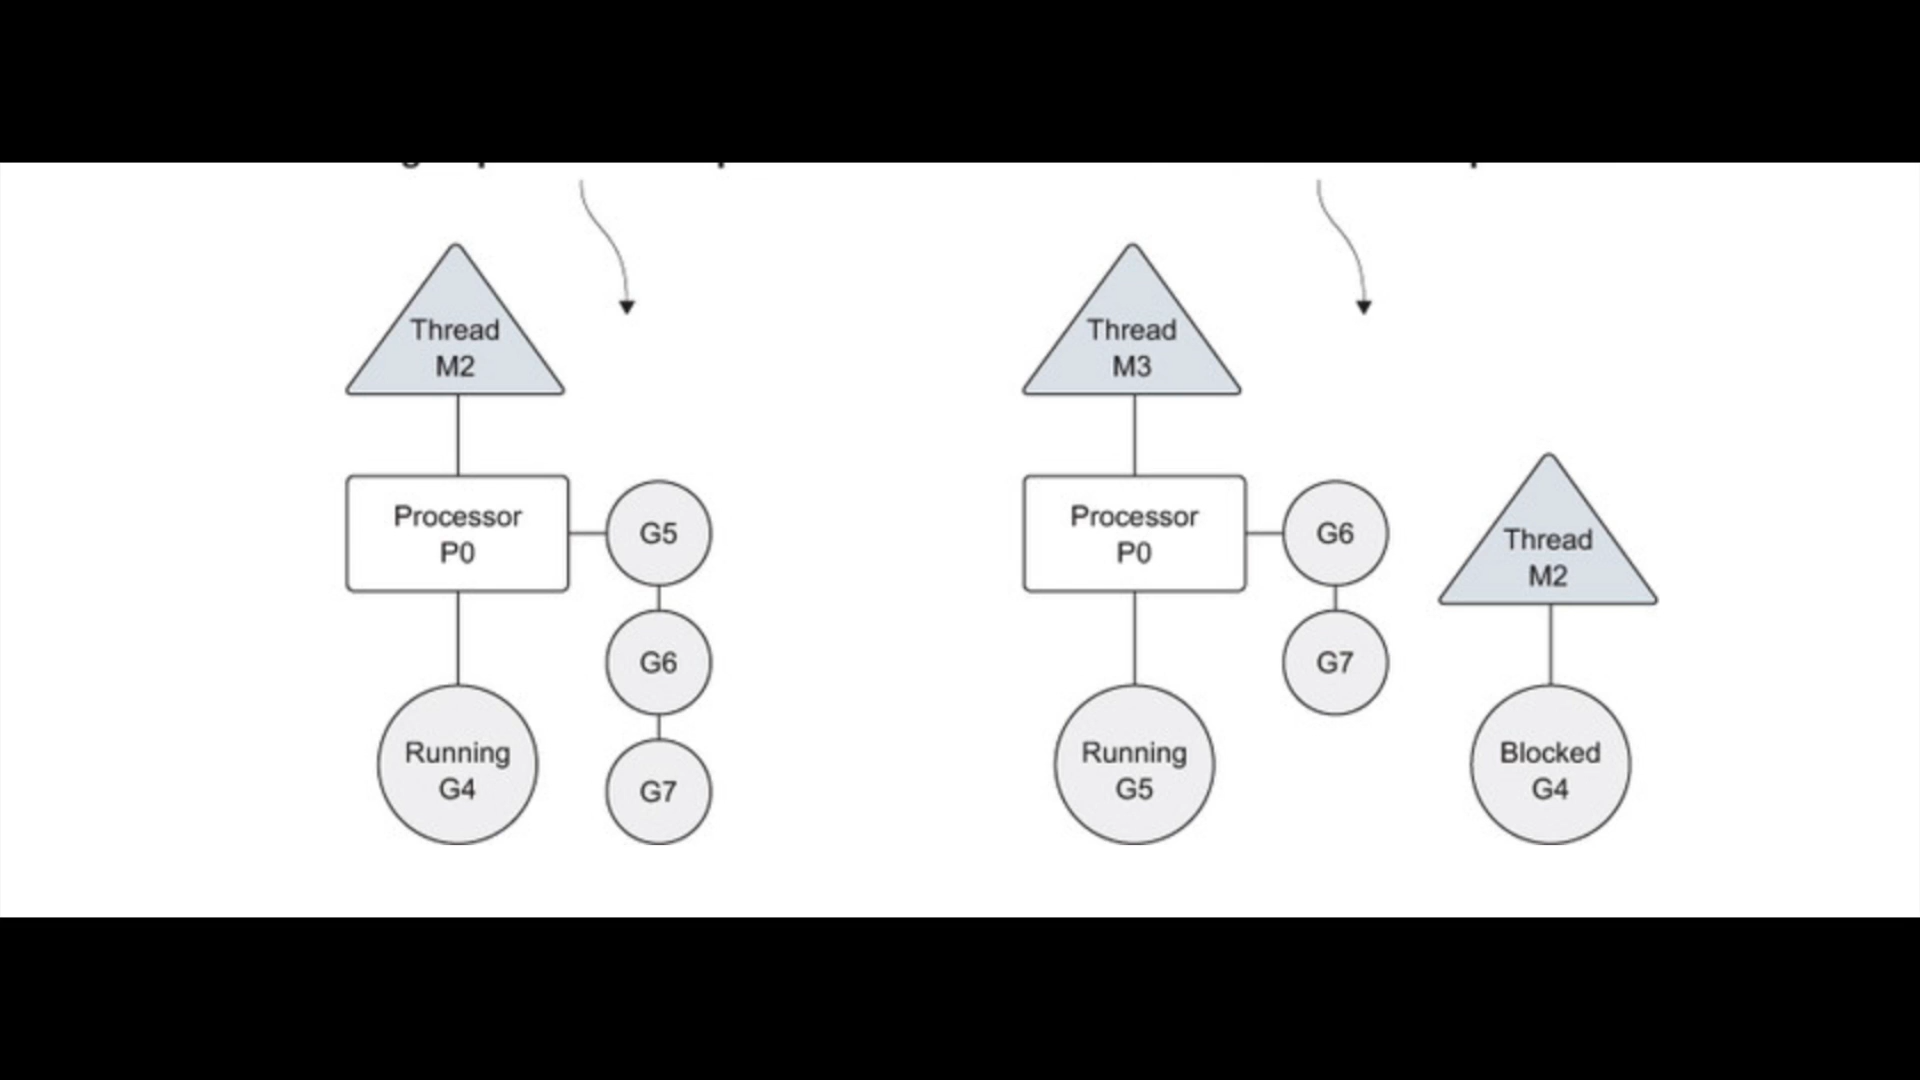 Thread
M2
Processor
P0
G5
G6
G7
Running
G4
Thread
M3
Processor
P0
G6
G7
Running
G5
Thread
M2
Blocked
G4